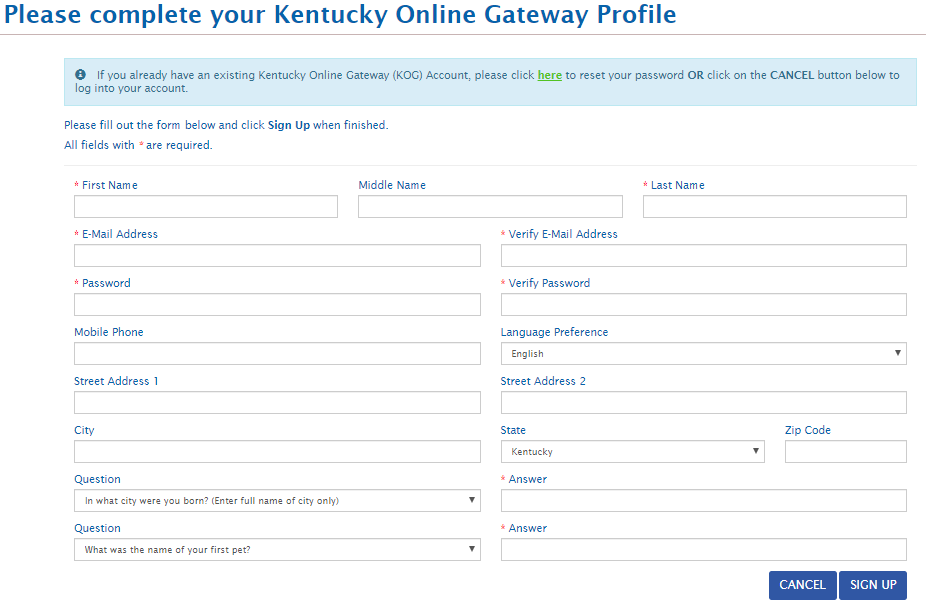 Please complete your Kentucky Online Gateway Profile
If you already have an existing Kentucky Online Gateway (KOG) Account, please click here to reset your password OR click on the CANCEL button below to
log into your account.
Please fill out the form below and click Sign Up when finished.
All fields with * are required.
* First Name Middle Name * Last Name
* E-Mail Address * Verify E-Mail Address
* Password * Verify Password
Mobile Phone Language Preference
English
Street Address 1 Street Address 2
City State Zip Code
Kentucky
Question * Answer
In what city were you born? (Enter full name of city only)
Question * Answer
What was the name of your first pet?
CANCEL SIGN UP